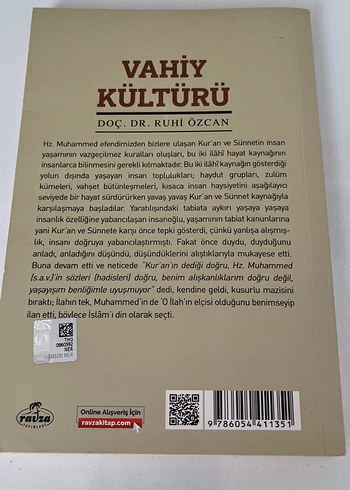 VAHİY
KÜLTÜRÜ
DOÇ. DR. RUHİ ÖZCAN
Hz. Muhammed efendimizden bizlere ulaşan Kur'an ve Sünnetin insan
yaşamının vazgeçilmez kuralları oluşları, bu iki ilâhî hayat kaynağının
insanlarca bilinmesini gerekli kılmaktadır. Bu iki ilâhî kaynağın gösterdiği
yolun dışında yaşayan insan toplulukları; haydut grupları, zulüm
kümeleri, vahşet bütünleşmeleri, kısaca insan haysiyetini aşağılayıcı
seviyede bir hayat sürdürürken yavaş yavaş Kur'an ve Sünnet kaynağıyla
karşılaşmaya başladılar. Yaratılışındaki tabiata aykırı yaşaya yaşaya
insanlık özelliğine yabancılaşan insanoğlu, yaşamının tabiat kanunlarına
yani Kur'an ve Sünnete karşı önce tepki gösterdi, çünkü yanlışa alışmış-
lık, insanı doğruya yabancılaştırmıştı. Fakat önce duydu, duyduğunu
anladı, anladığını düşündü, düşündüklerini alıştıklarıyla mukayese etti.
Buna devam etti ve neticede "Kur'an'ın dediği doğru, Hz. Muhammed
[s.a.v.]'in sözleri (hadisleri) doğru, benim alışkanlıklarım doğru değil,
yaşayışım benliğimle uyuşmuyor" dedi, kendine geldi, kusurlu mazisini
bıraktı; İlahın tek, Muhammed'in de 'O İlah'ın elçisi olduğunu benimseyip
ilan etti, böylece İslâm'ı din olarak seçti.
THG
0860592
NER
ravza
YAYINLARI
Online Alışveriş İçin
ravzakitap.com
9 786054 411351